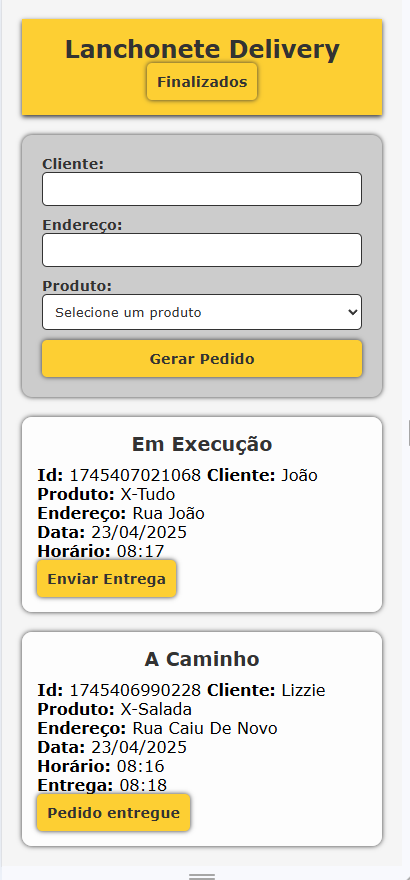 Lanchonete Delivery
Finalizados
Cliente:
Endereço:
Produto:
Selecione um produto
Gerar Pedido
Em Execução
Id: 1745407021068 Cliente: João
Produto: X-Tudo
Endereço: Rua João
Data: 23/04/2025
Horário: 08:17
Enviar Entrega
A Caminho
Id: 1745406990228 Cliente: Lizzie
Produto: X-Salada
Endereço: Rua Caiu De Novo
Data: 23/04/2025
Horário: 08:16
Entrega: 08:18
Pedido entregue